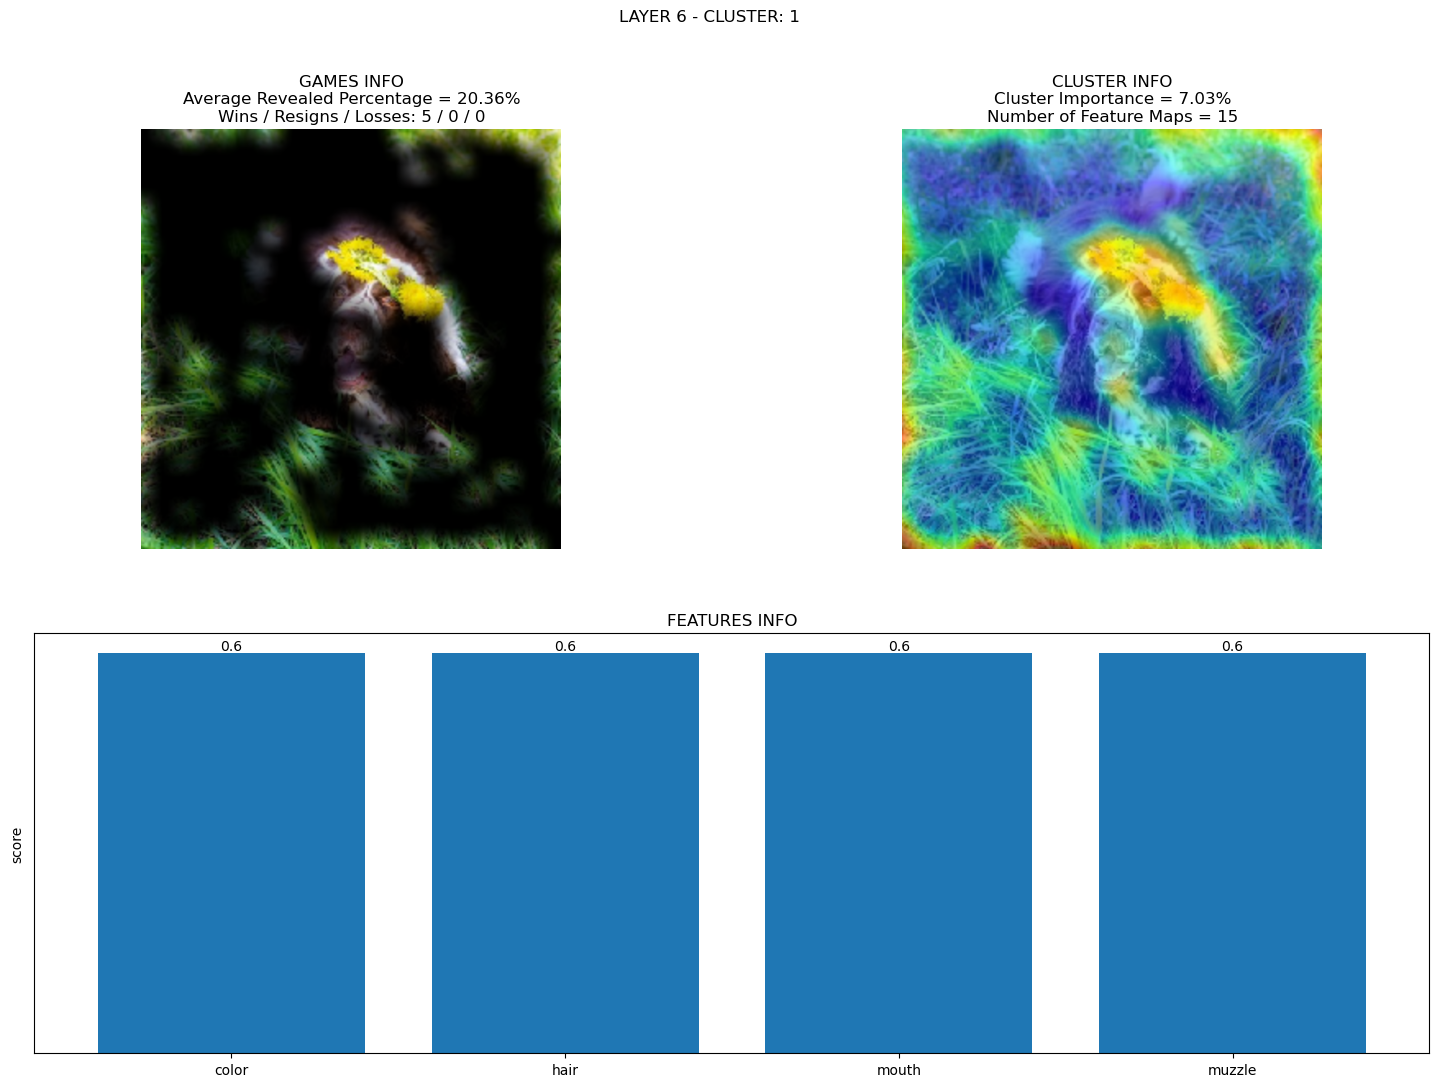 LAYER 6 - CLUSTER: 1
GAMES INFO
Average Revealed Percentage = 20.36%
Wins / Resigns / Losses: 5 / 0 / 0
CLUSTER INFO
Cluster Importance = 7.03%
Number of Feature Maps = 15
FEATURES INFO
0.6
0.6
0.6
0.6
score
color
hair
mouth
muzzle